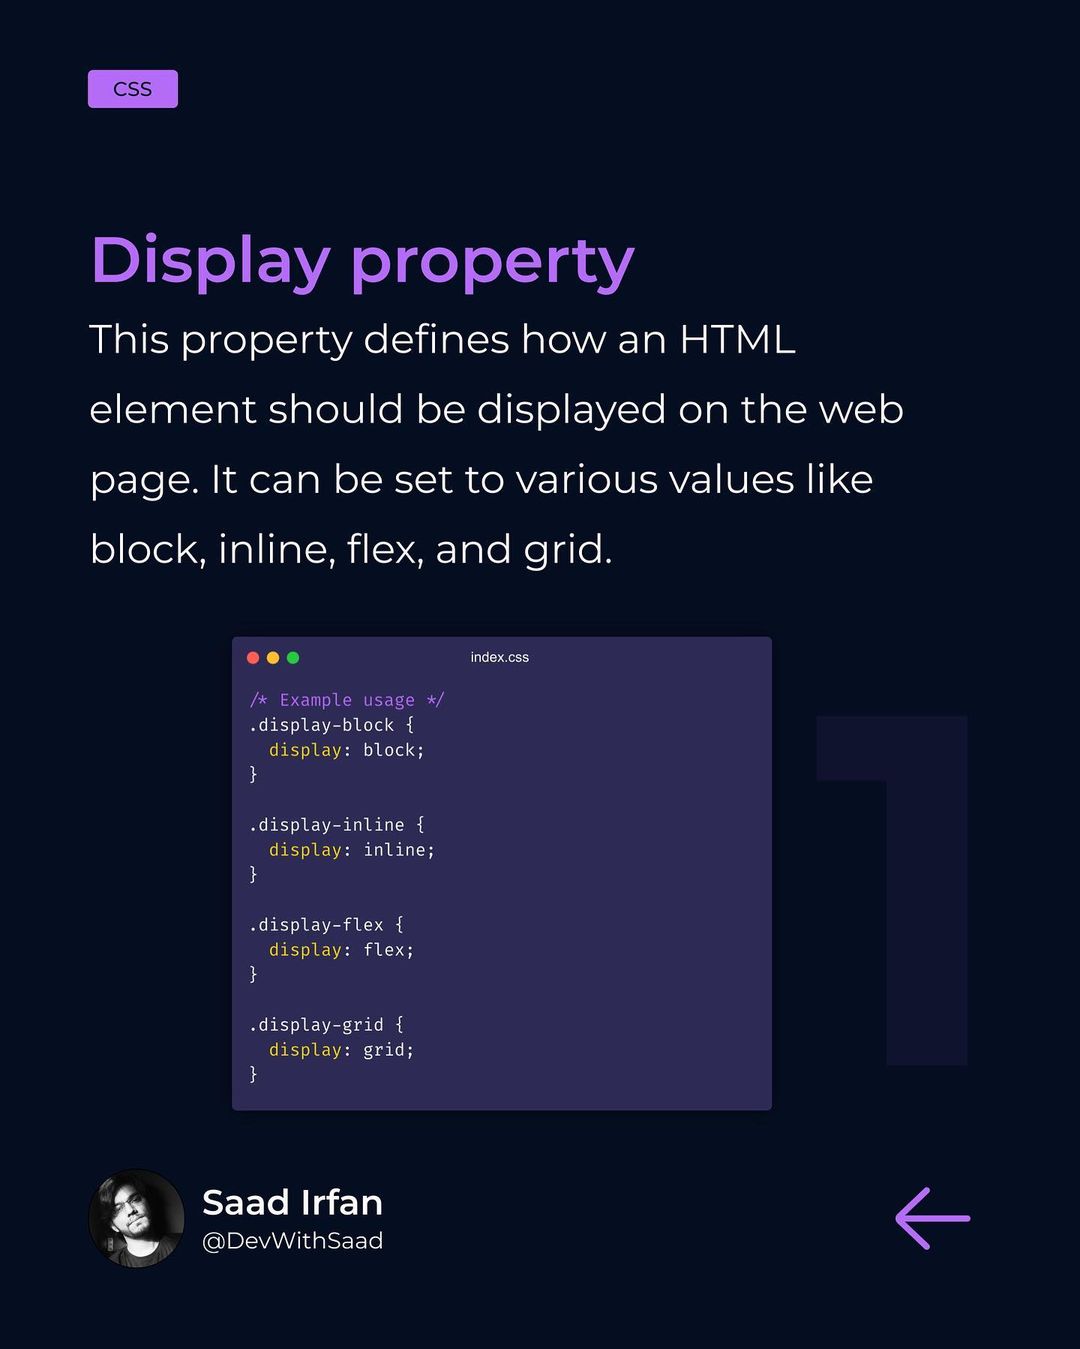 CSS
Display property
This property defines how an HTML
element should be displayed on the web
page. It can be set to various values like
block, inline, flex, and grid.
index.css
/* Example usage */
.display-block {
  display: block;
}
.display-inline {
  display: inline;
}
.display-flex {
  display: flex;
}
.display-grid {
  display: grid;
}
1
Saad Irfan
@DevWithSaad